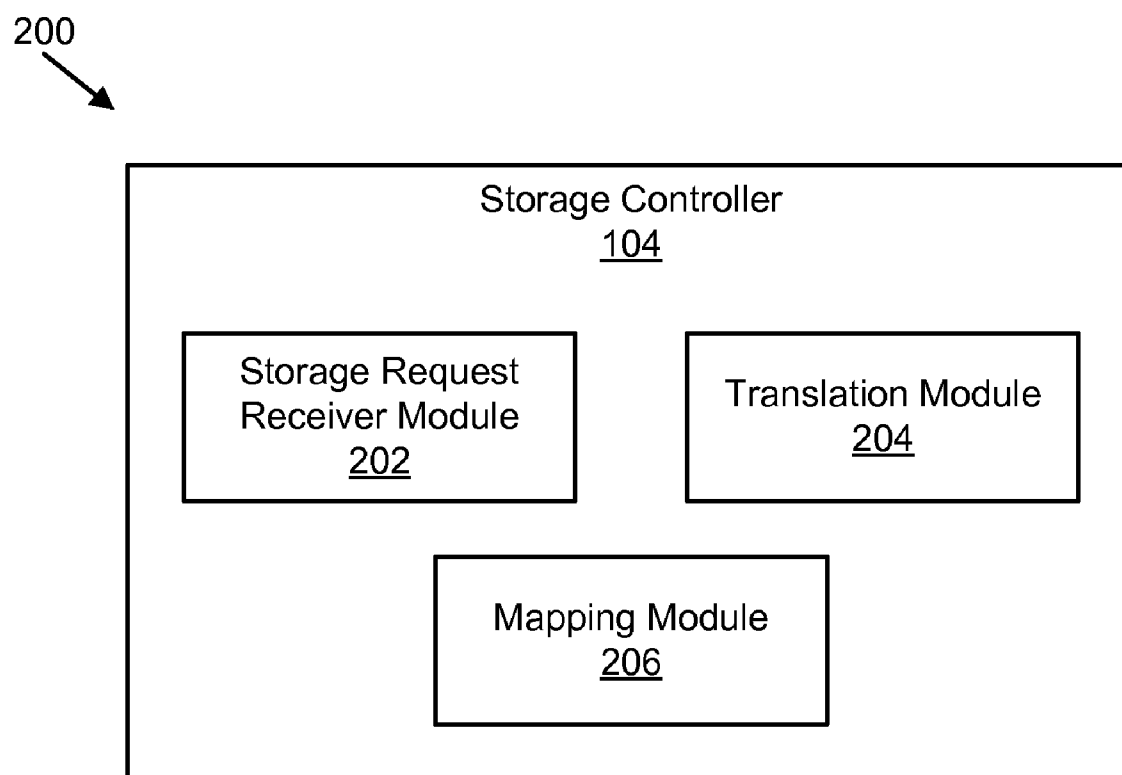 200
Storage Controller
104
Storage Request
Receiver Module
202
Translation Module
204
Mapping Module
206